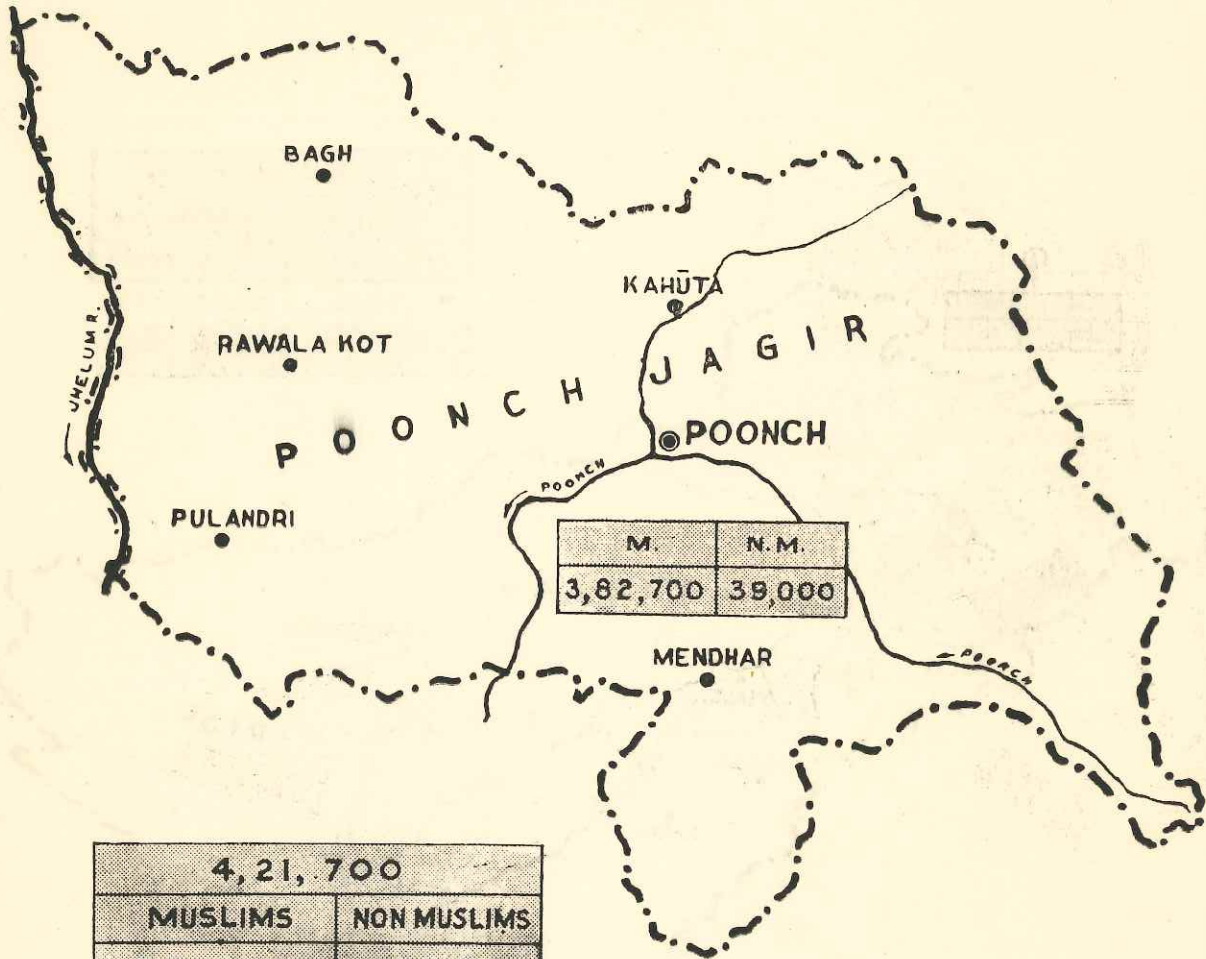 BAGH
KAHŪTA
JHELUM R.
RAWALA KOT
POONCH JAGIR
POONCH
POONCH
PULANDRI
M. N.M.
3,82,700 39,000
MENDHAR
POONCH
4,21,700
MUSLIMS NON MUSLIMS